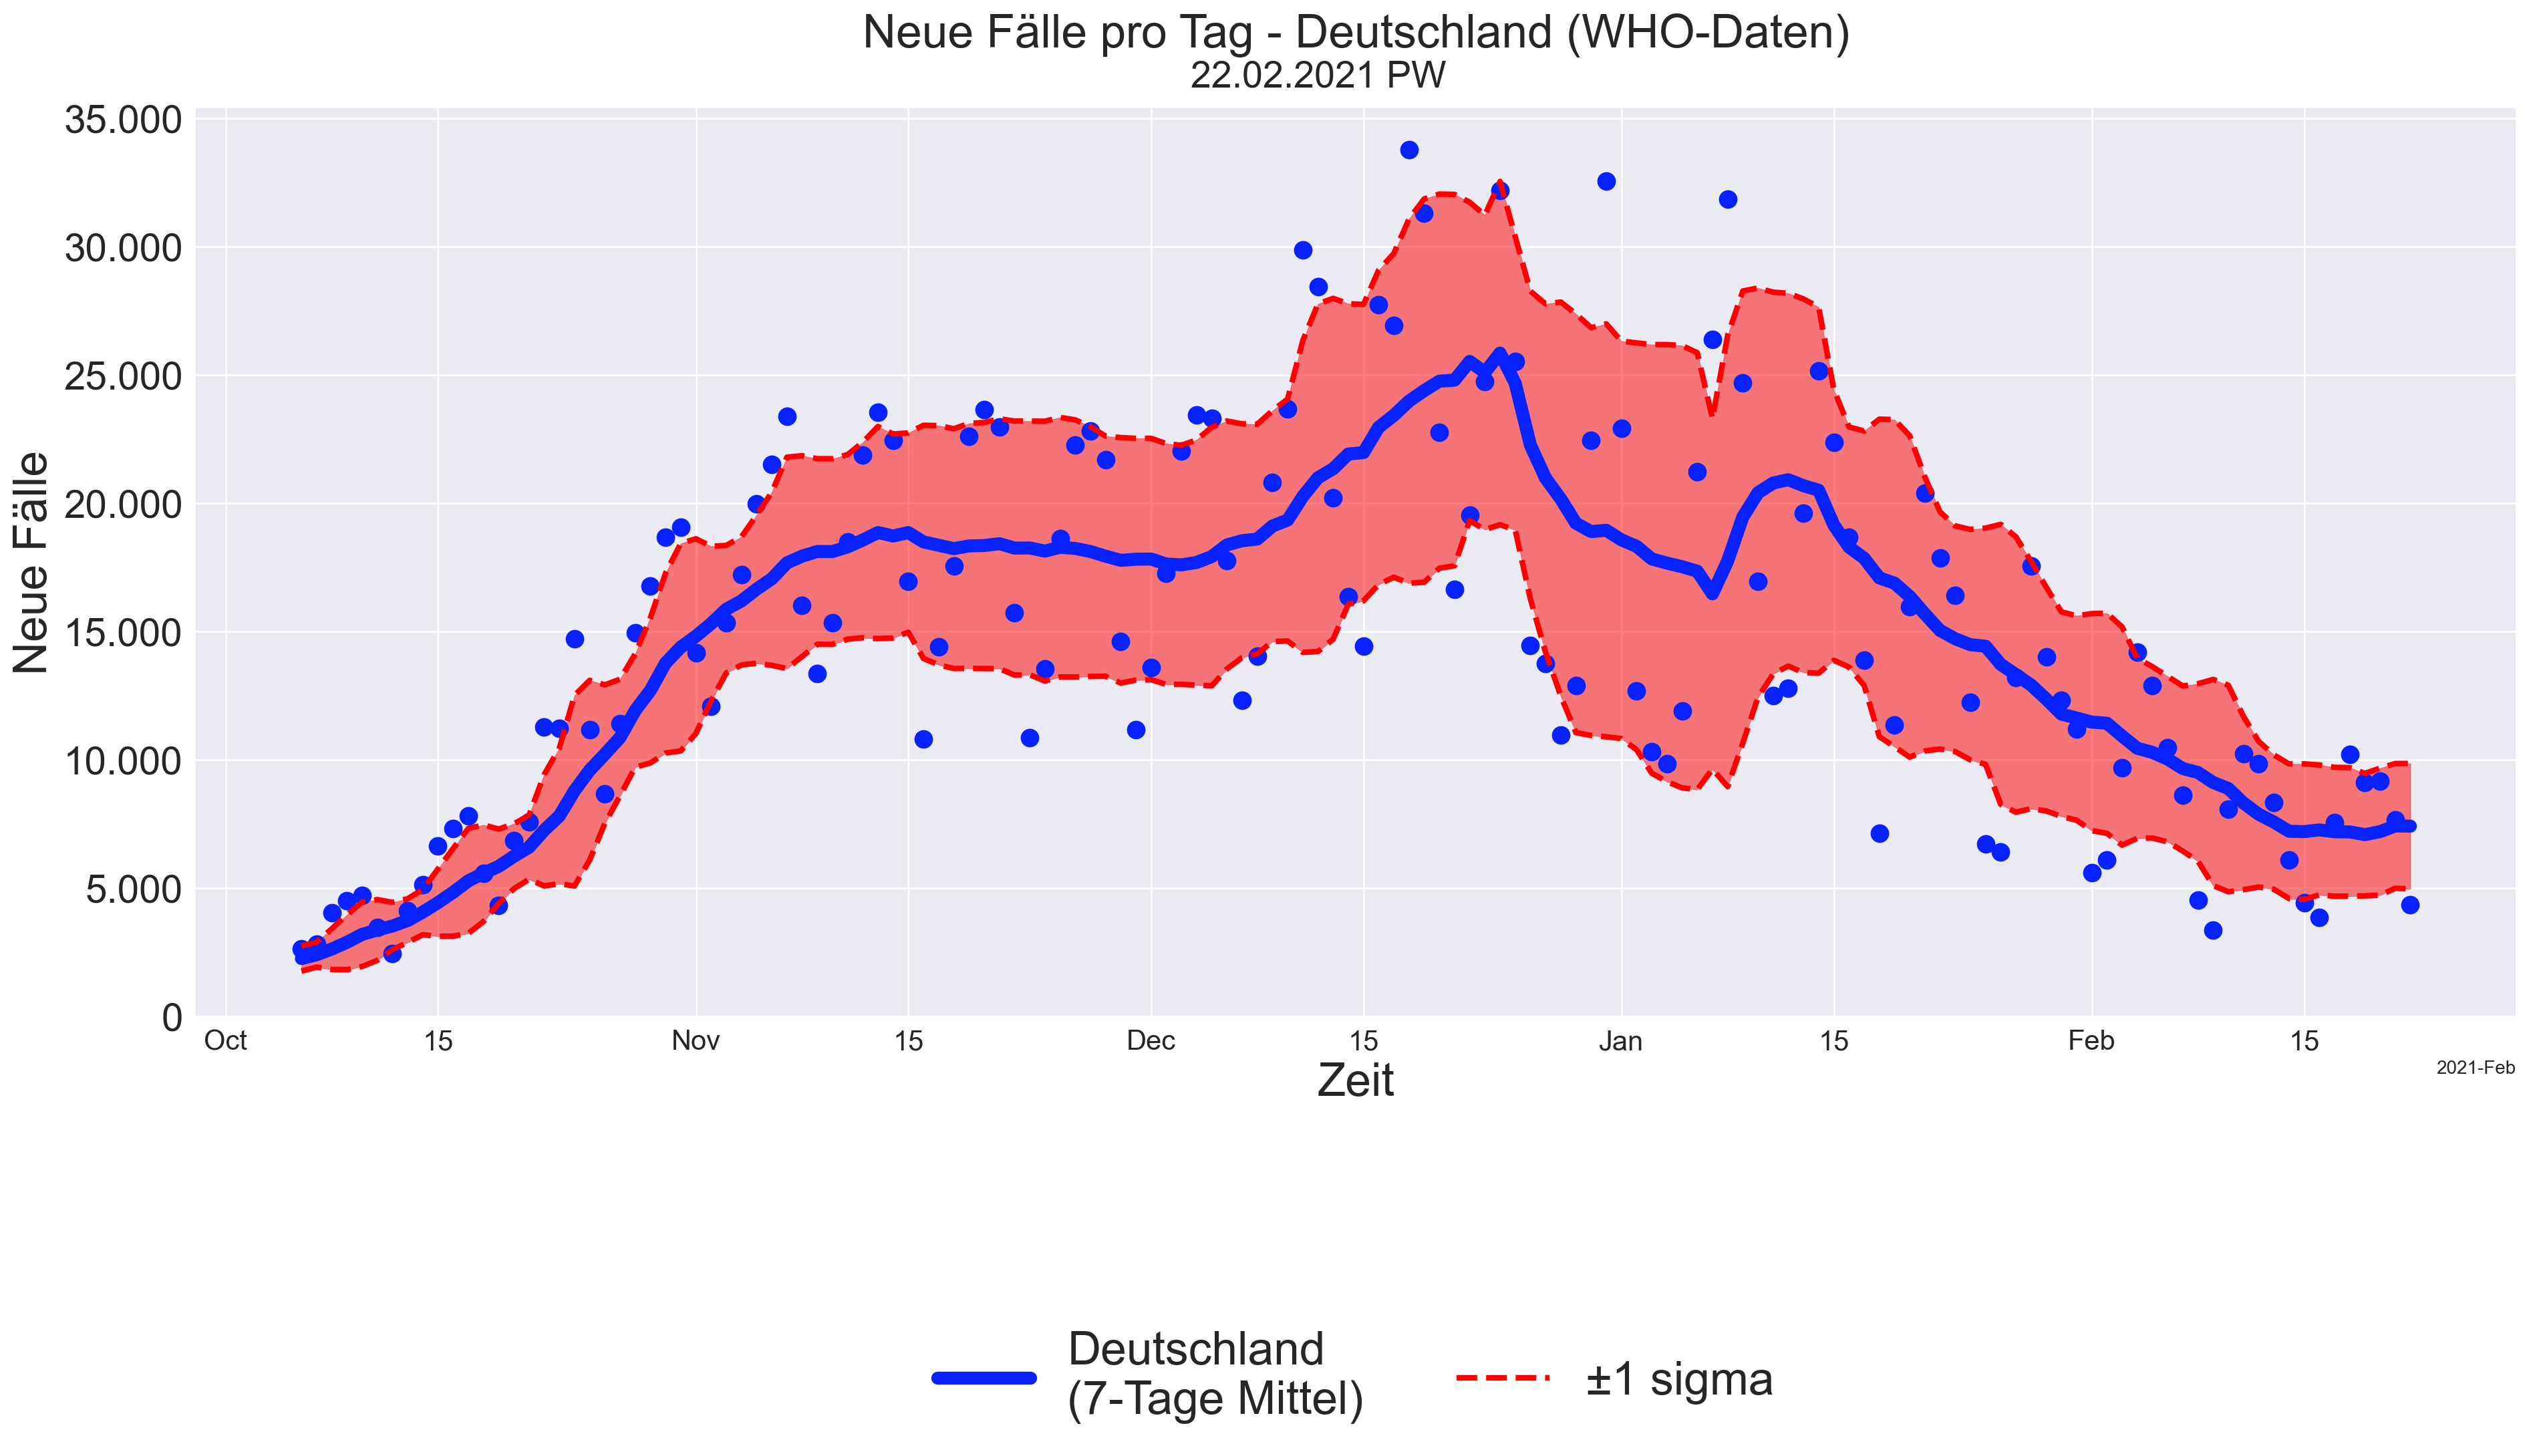 Neue Fälle pro Tag - Deutschland (WHO-Daten)
22.02.2021 PW
35.000
30.000
25.000
20.000
15.000
10.000
5.000
0
Neue Fälle
Oct 15 Nov 15 Dec 15 Jan 15 Feb 15
2021-Feb
Zeit
Deutschland
(7-Tage Mittel)
±1 sigma